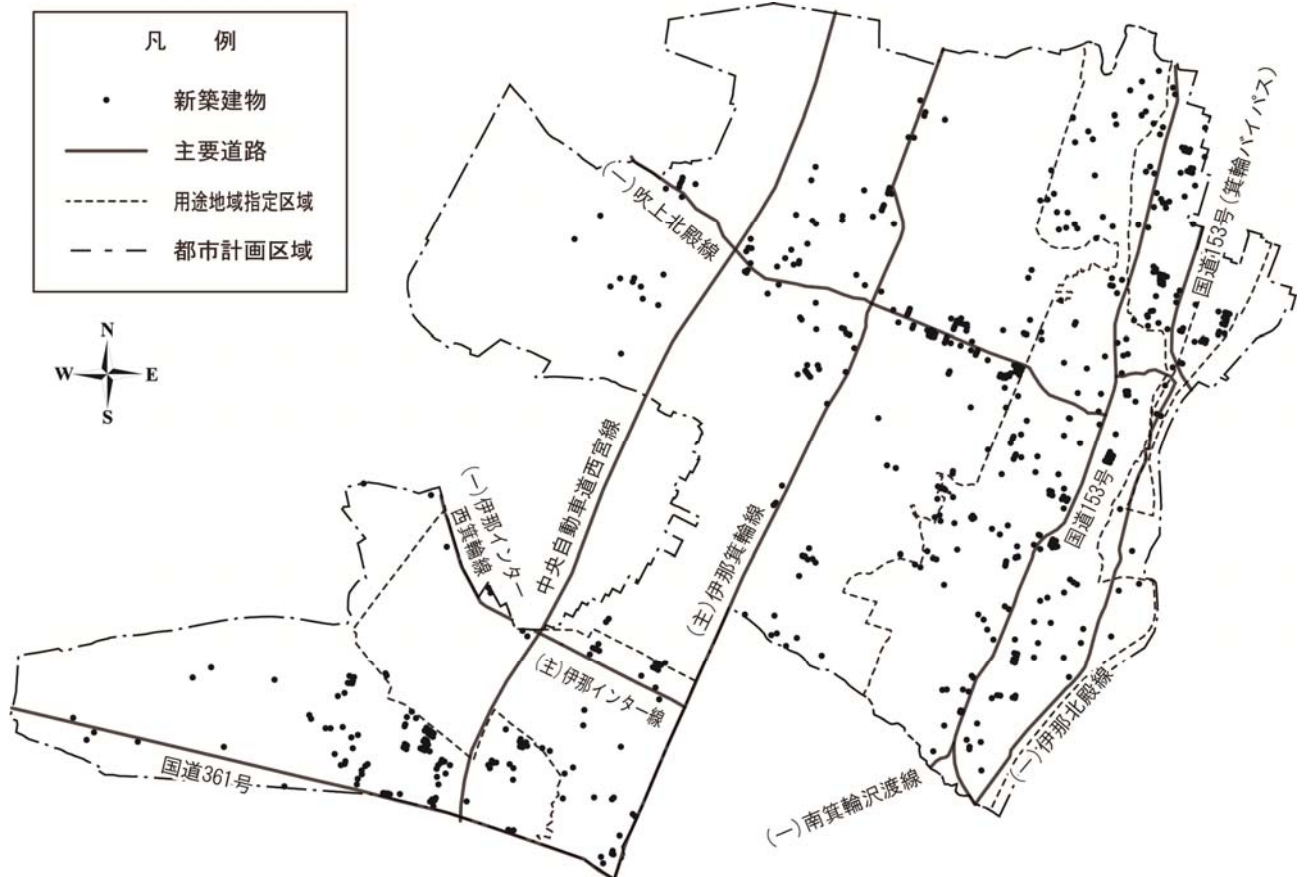 凡 例
新築建物
主要道路
用途地域指定区域
都市計画区域
N
W E
S
(一)吹上北殿線
国道153号(箕輪バイパス)
中央自動車道西宮線
(一)伊那インター
西箕輪線
(主)伊那箕輪線
国道153号
(主)伊那インター線
国道361号
(一)伊那北殿線
(一)南箕輪沢渡線